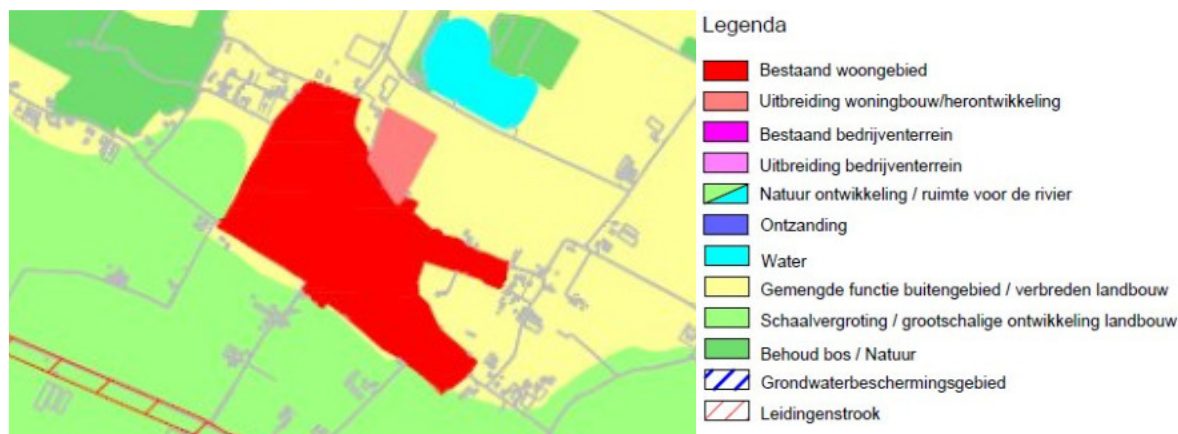 Legenda
Bestaand woongebied
Uitbreiding woningbouw/herontwikkeling
Bestaand bedrijventerrein
Uitbreiding bedrijventerrein
Natuur ontwikkeling / ruimte voor de rivier
Ontzanding
Water
Gemengde functie buitengebied / verbreden landbouw
Schaalvergroting / grootschalige ontwikkeling landbouw
Behoud bos / Natuur
Grondwaterbeschermingsgebied
Leidingenstrook